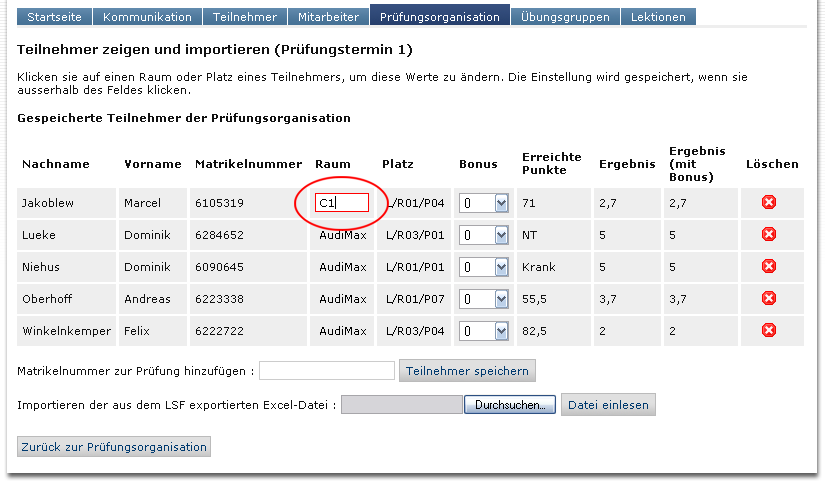 Startseite Kommunikation Teilnehmer Mitarbeiter Prüfungsorganisation Übungsgruppen Lektionen
Teilnehmer zeigen und importieren (Prüfungstermin 1)
Klicken sie auf einen Raum oder Platz eines Teilnehmers, um diese Werte zu ändern. Die Einstellung wird gespeichert, wenn sie
ausserhalb des Feldes klicken.
Gespeicherte Teilnehmer der Prüfungsorganisation
Nachname Vorname Matrikelnummer Raum Platz Bonus Erreichte Punkte Ergebnis Ergebnis (mit Bonus) Löschen
Jakoblew Marcel 6105319 C1 L/R01/P04 0 71 2,7 2,7
Lueke Dominik 6284652 AudiMax L/R03/P01 0 NT 5 5
Niehus Dominik 6090645 AudiMax L/R01/P01 0 Krank 5 5
Oberhoff Andreas 6223338 AudiMax L/R01/P07 0 55,5 3,7 3,7
Winkelnkemper Felix 6222722 AudiMax L/R03/P04 0 82,5 2 2
Matrikelnummer zur Prüfung hinzufügen : Teilnehmer speichern
Importieren der aus dem LSF exportierten Excel-Datei : Durchsuchen... Datei einlesen
Zurück zur Prüfungsorganisation